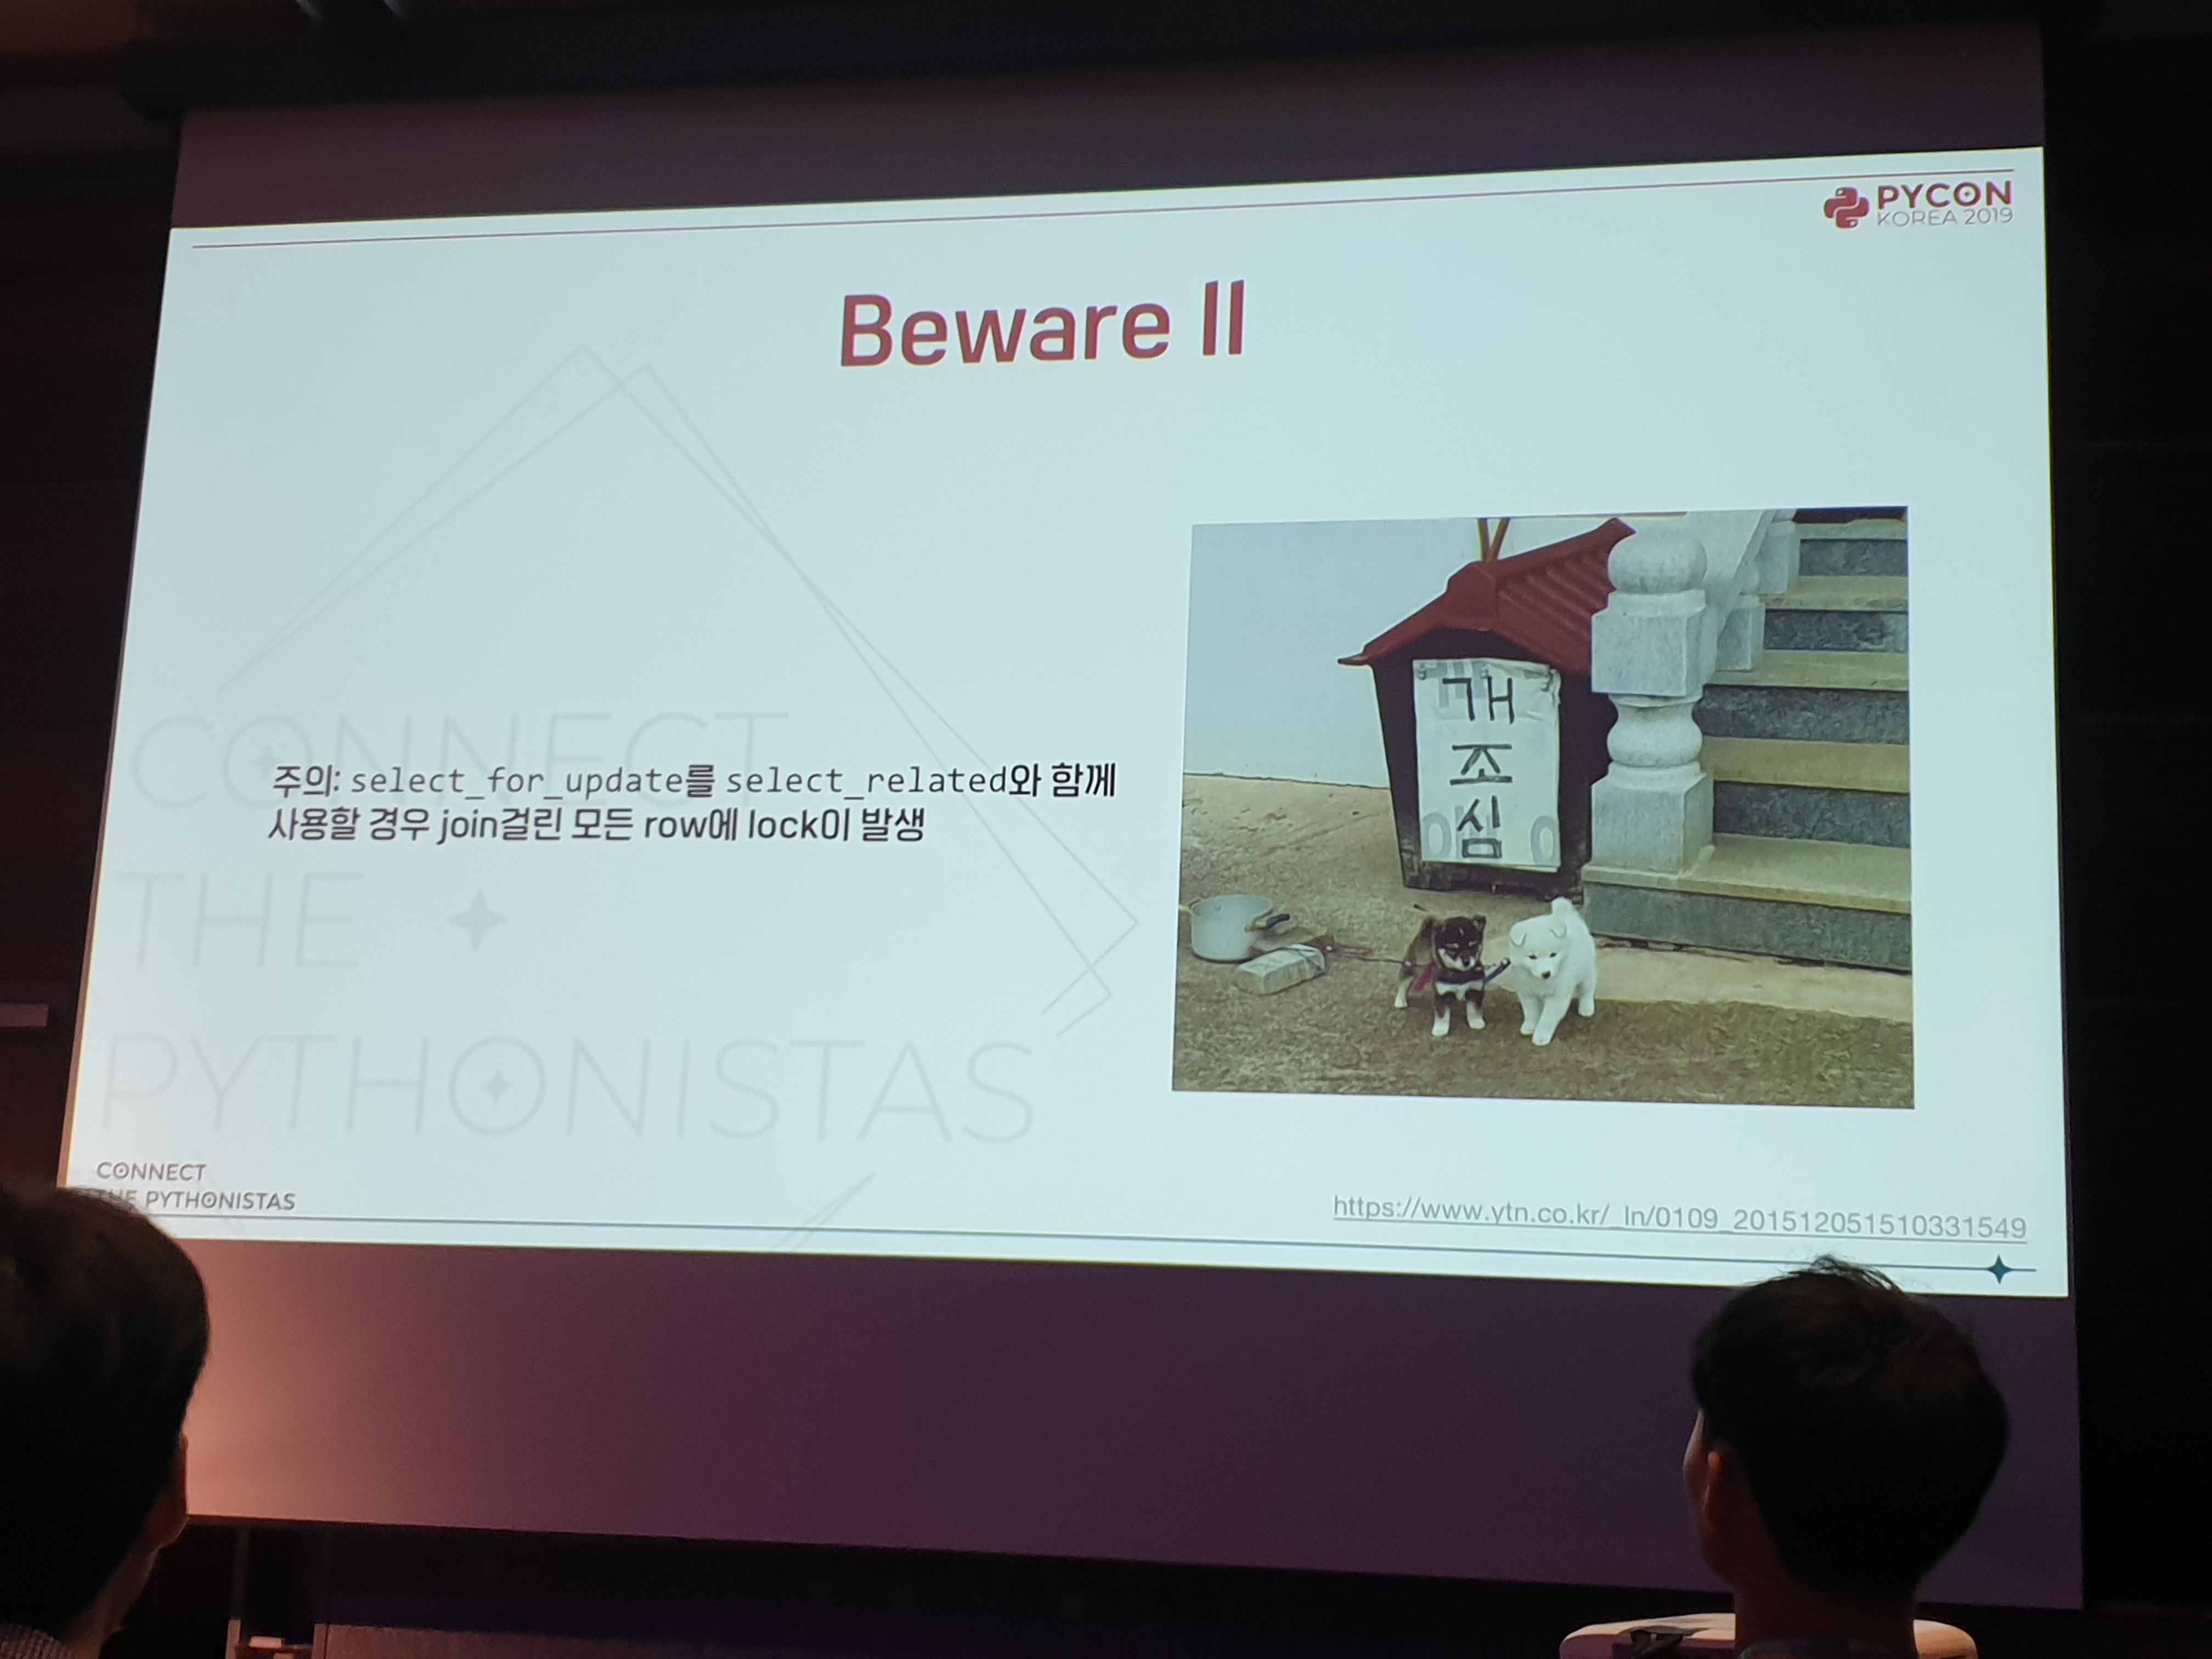 PYCON
KOREA 2019
Beware II
주의: select_for_update를 select_related와 함께
사용할 경우 join걸린 모든 row에 lock이 발생
개
조
심
CONNECT
THE
PYTHONISTAS
CONNECT
THE PYTHONISTAS
https://www.ytn.co.kr/_ln/0109_201512051510331549